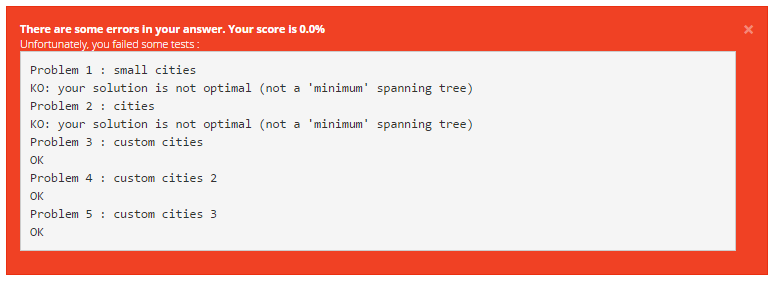 There are some errors in your answer. Your score is 0.0%
Unfortunately, you failed some tests :
Problem 1 : small cities
KO: your solution is not optimal (not a 'minimum' spanning tree)
Problem 2 : cities
KO: your solution is not optimal (not a 'minimum' spanning tree)
Problem 3 : custom cities
OK
Problem 4 : custom cities 2
OK
Problem 5 : custom cities 3
OK